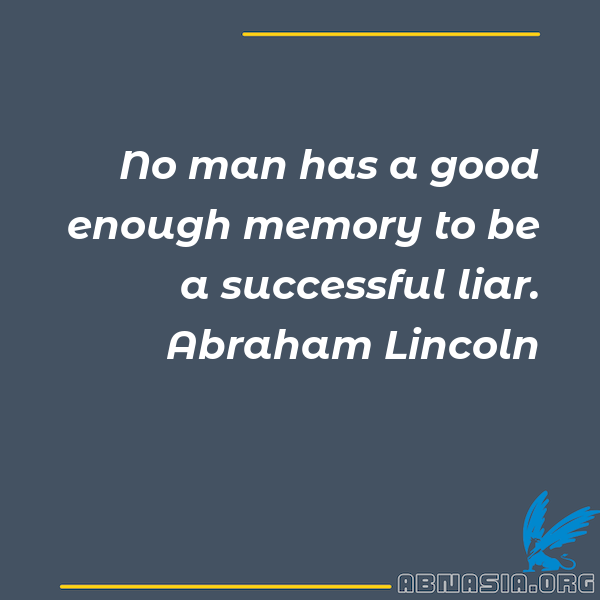 No man has a good
enough memory to be
a successful liar.
Abraham Lincoln
ABNASIA.ORG